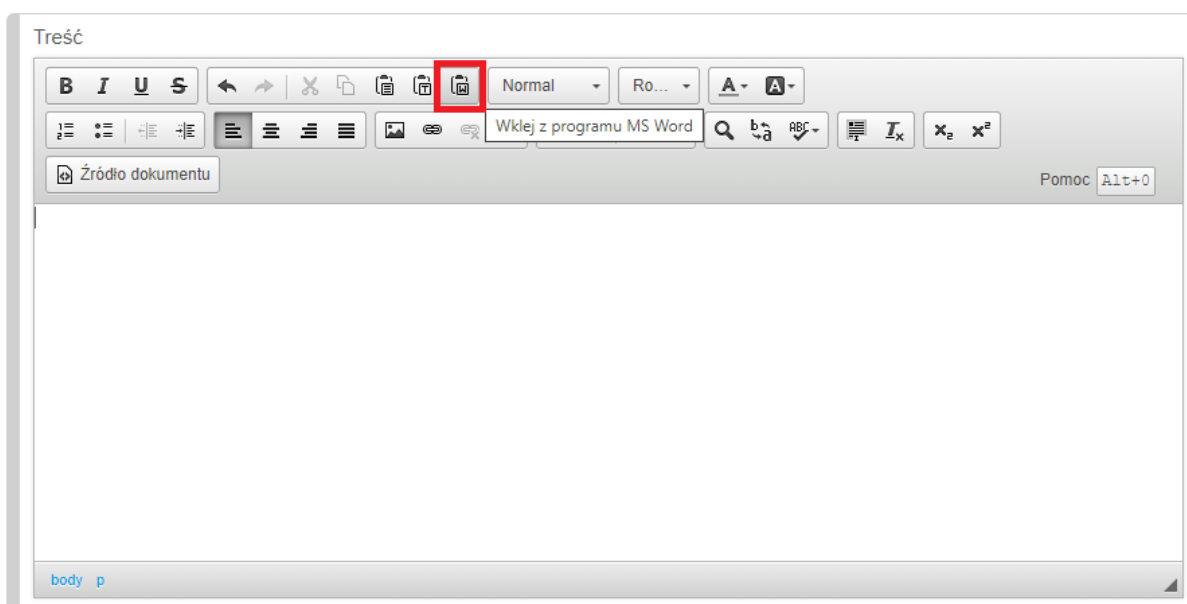 Treść
B I U S Normal Ro... A A
Wklej z programu MS Word
Źródło dokumentu Pomoc Alt+0
body p